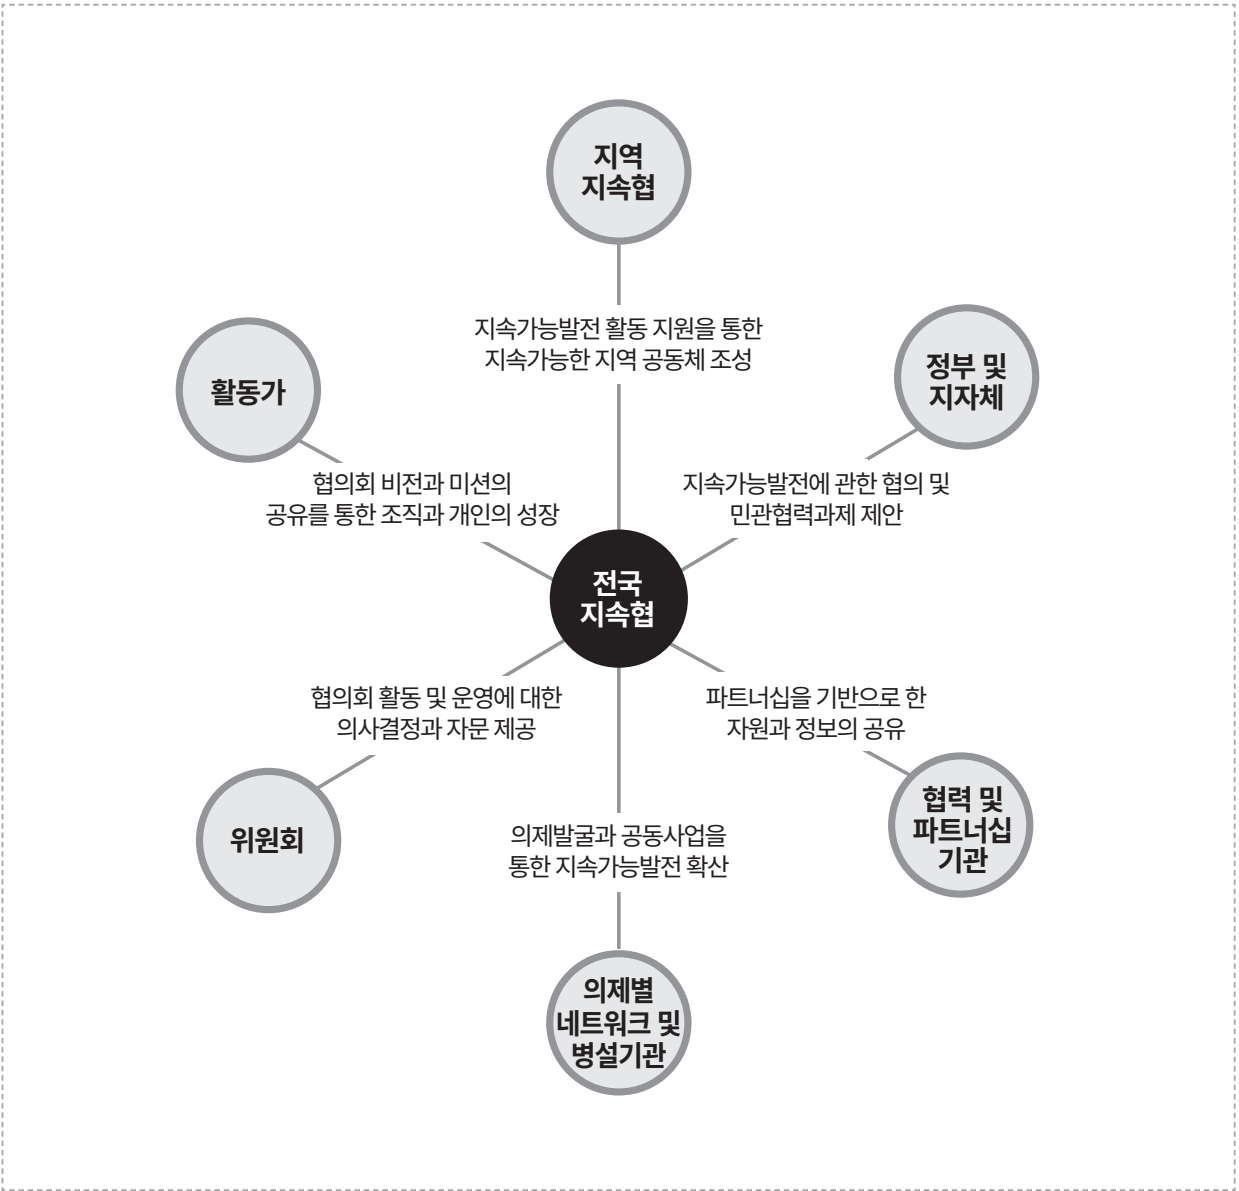 지역
지속협
지속가능발전 활동 지원을 통한
지속가능한 지역 공동체 조성
정부 및
지자체
활동가
협의회 비전과 미션의
공유를 통한 조직과 개인의 성장
지속가능발전에 관한 협의 및
민관협력과제 제안
전국
지속협
협의회 활동 및 운영에 대한
의사결정과 자문 제공
파트너십을 기반으로 한
자원과 정보의 공유
위원회
협력 및
파트너십
기관
의제발굴과 공동사업을
통한 지속가능발전 확산
의제별
네트워크 및
병설기관